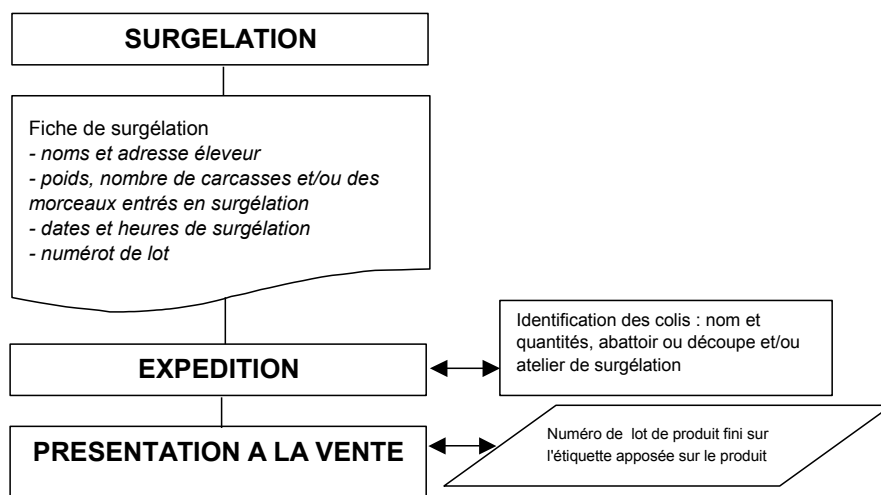 SURGELATION
Fiche de surgélation
- noms et adresse éleveur
- poids, nombre de carcasses et/ou des
morceaux entrés en surgélation
- dates et heures de surgélation
- numérot de lot
EXPEDITION
Identification des colis : nom et
quantités, abattoir ou découpe et/ou
atelier de surgélation
PRESENTATION A LA VENTE
Numéro de lot de produit fini sur
l'étiquette apposée sur le produit